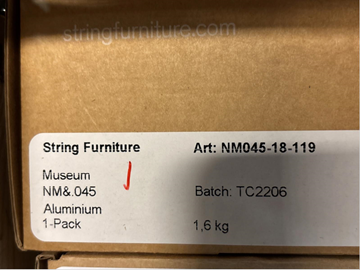 stringfurniture.com
String Furniture Art: NM045-18-119
Museum
NM&.045 Batch: TC2206
Aluminium
1-Pack 1,6 kg